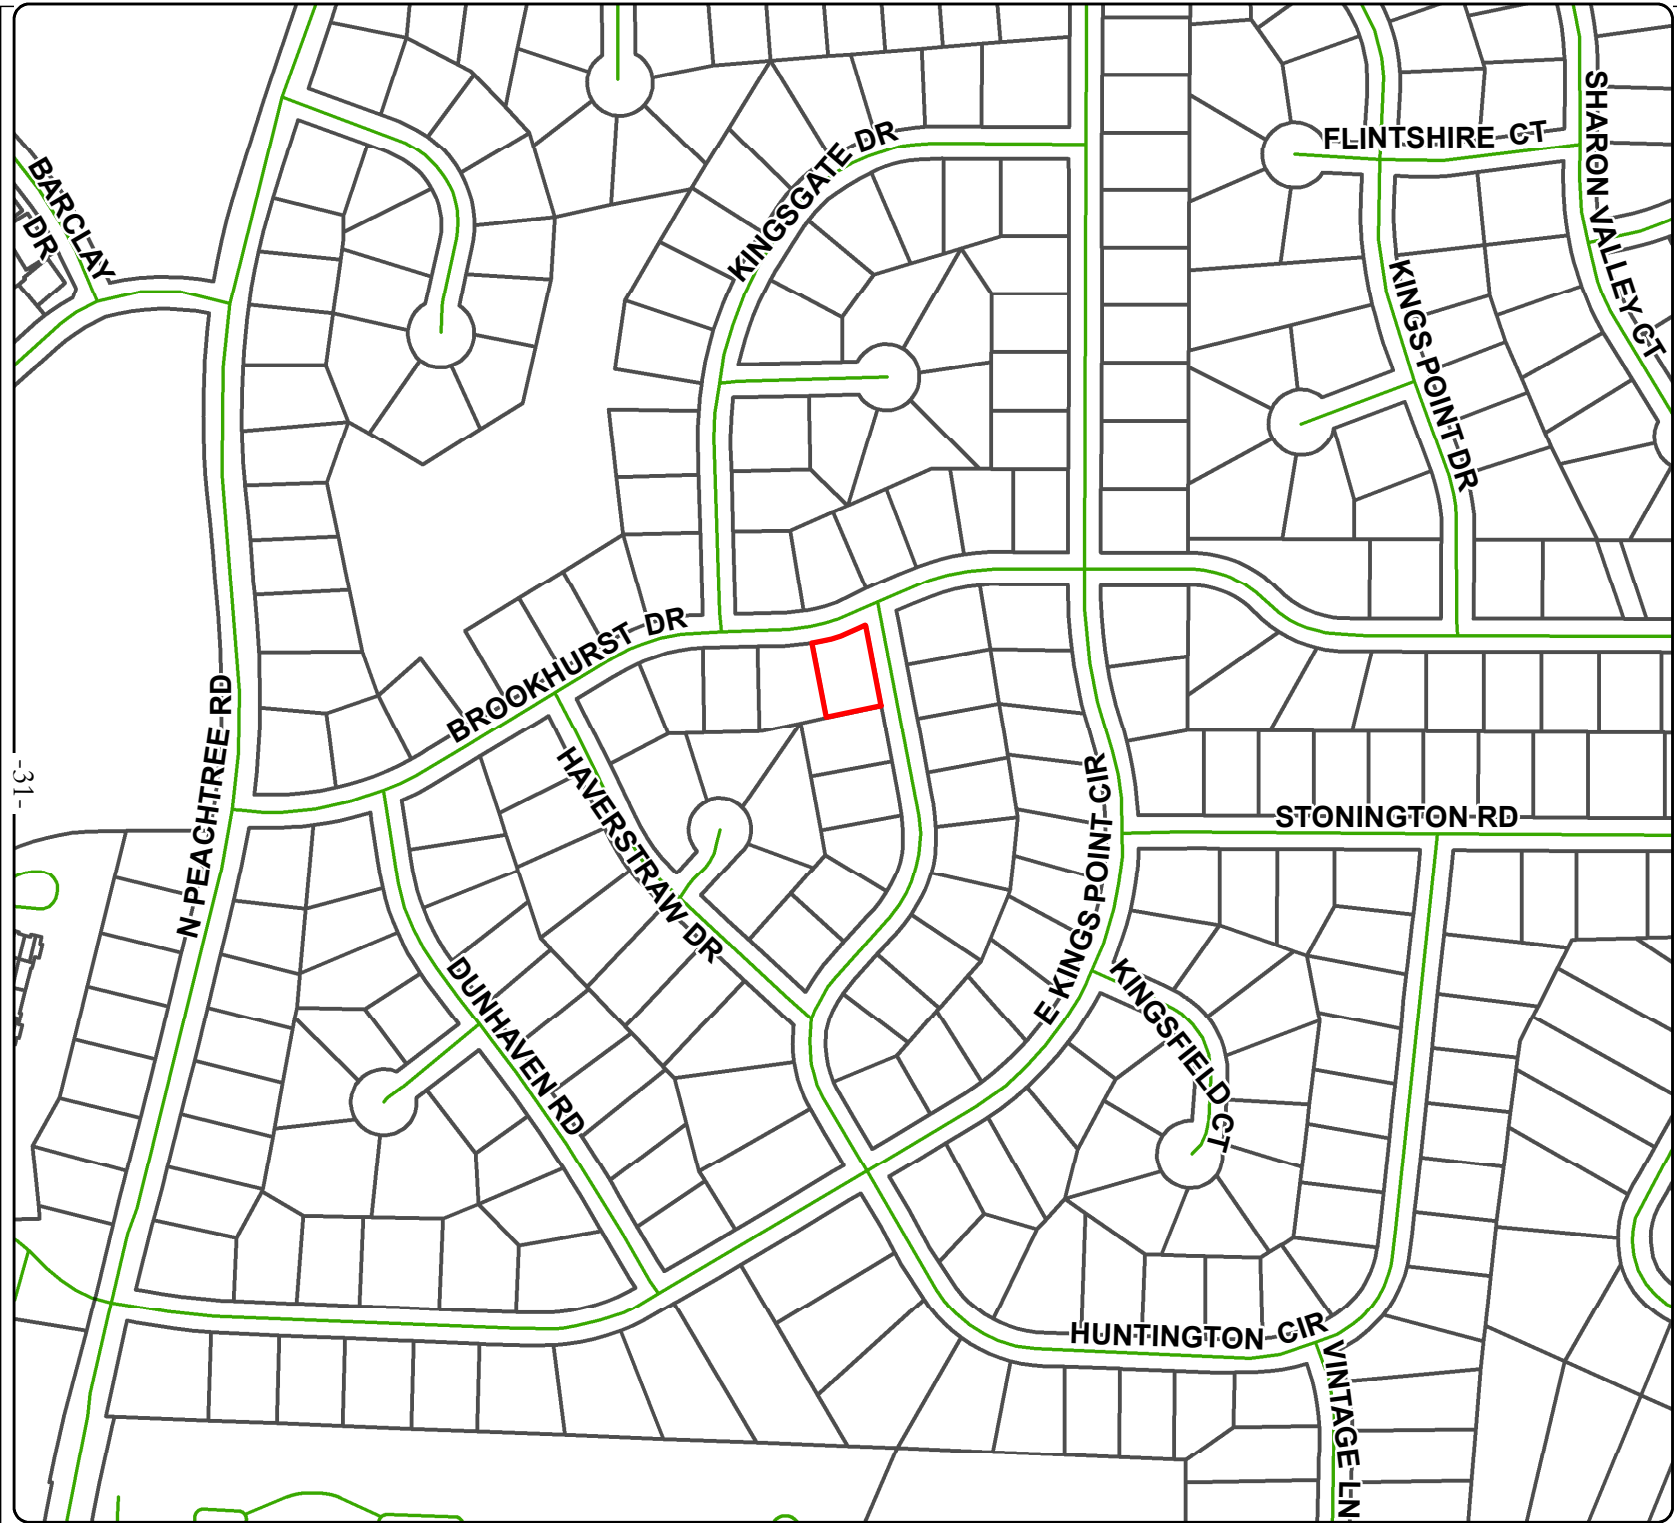 BARCLAY
DR
KINGSGATE DR
FLINTSHIRE CT
SHARON VALLEY CT
KINGS POINT DR
BROOKHURST DR
N PEACHTREE RD
-31-
HAVERSTRAW DR
E KINGS POINT CIR
STONINGTON RD
DUNHAVEN RD
KINGSFIELD CT
HUNTINGTON CIR
VINTAGE LN